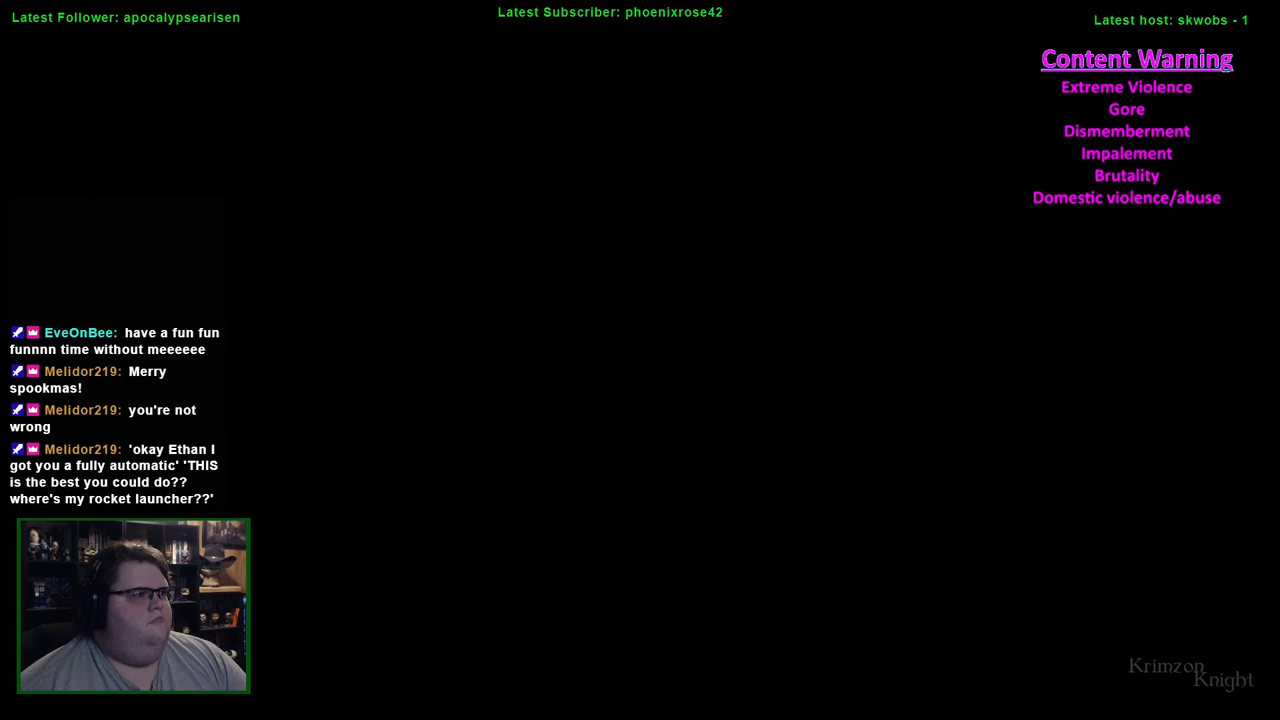 Latest Follower: apocalypsearisen
Latest Subscriber: phoenixrose42
Latest host: skwobs - 1
Content Warning
Extreme Violence
Gore
Dismemberment
Impalement
Brutality
Domestic violence/abuse
EveOnBee: have a fun fun
funnnn time without meeeeee
Melidor219: Merry
spookmas!
Melidor219: you're not
wrong
Melidor219: 'okay Ethan I
got you a fully automatic' 'THIS
is the best you could do??
where's my rocket launcher??'
Krimzon
Knight